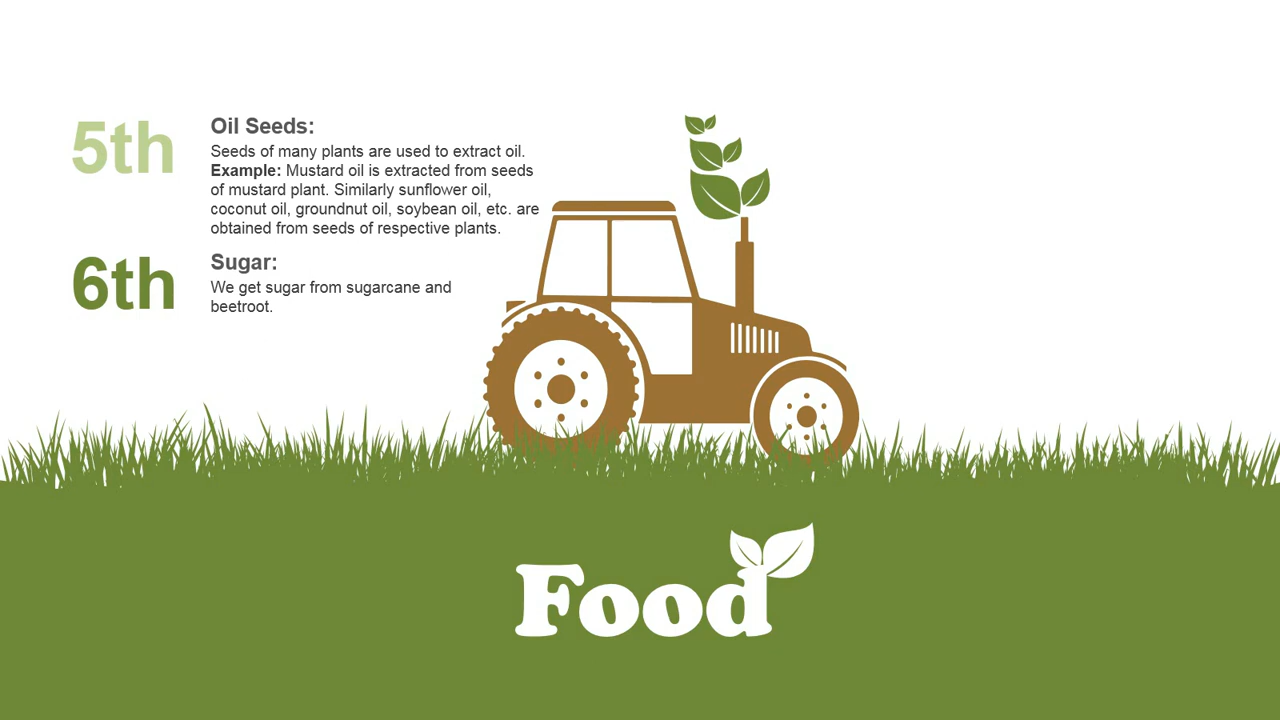 5th
Oil Seeds:
Seeds of many plants are used to extract oil.
Example: Mustard oil is extracted from seeds
of mustard plant. Similarly sunflower oil,
coconut oil, groundnut oil, soybean oil, etc. are
obtained from seeds of respective plants.
6th
Sugar:
We get sugar from sugarcane and
beetroot.
Food